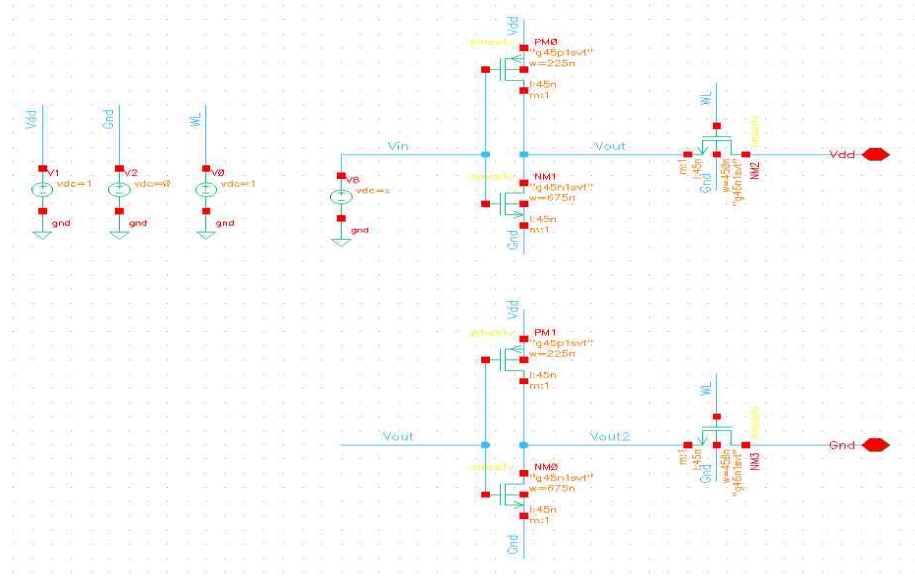 Vdd
PM0
"g45p1svt"
w=225n
l:45n
m:1
Vdd
V1
vdc=1
gnd
Gnd
V2
vdc=0
gnd
WL
V0
vdc=1
gnd
Vin
V6
vdc=x
gnd
NM1
"g45n1svt"
w=675n
l:45n
m:1
Gnd
Vout
WL
m:1
l:45n
Gnd
w=450n
"g45n1svt"
NM2
Vdd
Vdd
PM1
"g45p1svt"
w=225n
l:45n
m:1
Vout
NM0
"g45n1svt"
w=675n
l:45n
m:1
Gnd
Vout2
WL
m:1
l:45n
Gnd
w=450n
"g45n1svt"
NM3
Gnd